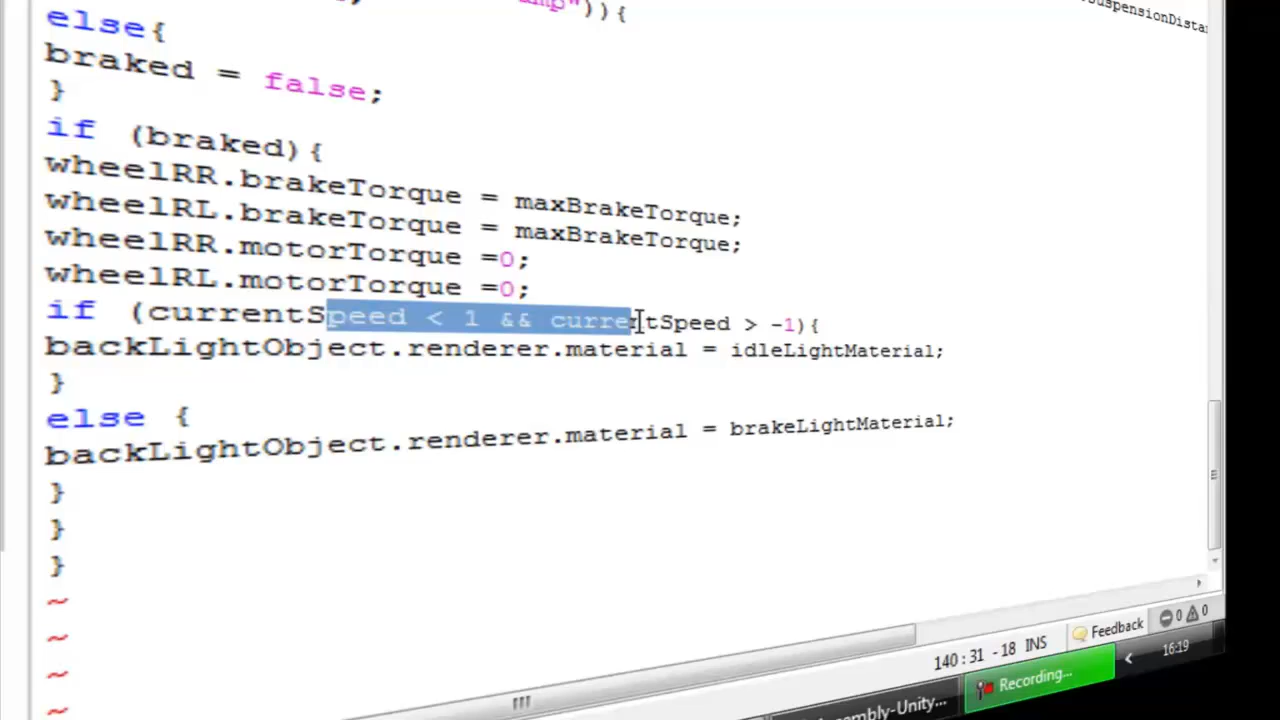 ")){
else{
braked = false;
}
if (braked){
wheelRR.brakeTorque = maxBrakeTorque;
wheelRL.brakeTorque = maxBrakeTorque;
wheelRR.motorTorque =0;
wheelRL.motorTorque =0;
if (currentSpeed < 1 && currentSpeed > -1){
backLightObject.renderer.material = idleLightMaterial;
}
else {
backLightObject.renderer.material = brakeLightMaterial;
}
}
}
~
~
~
~
0 0
Feedback
140 : 31 - 18 INS
16:19
Recording...